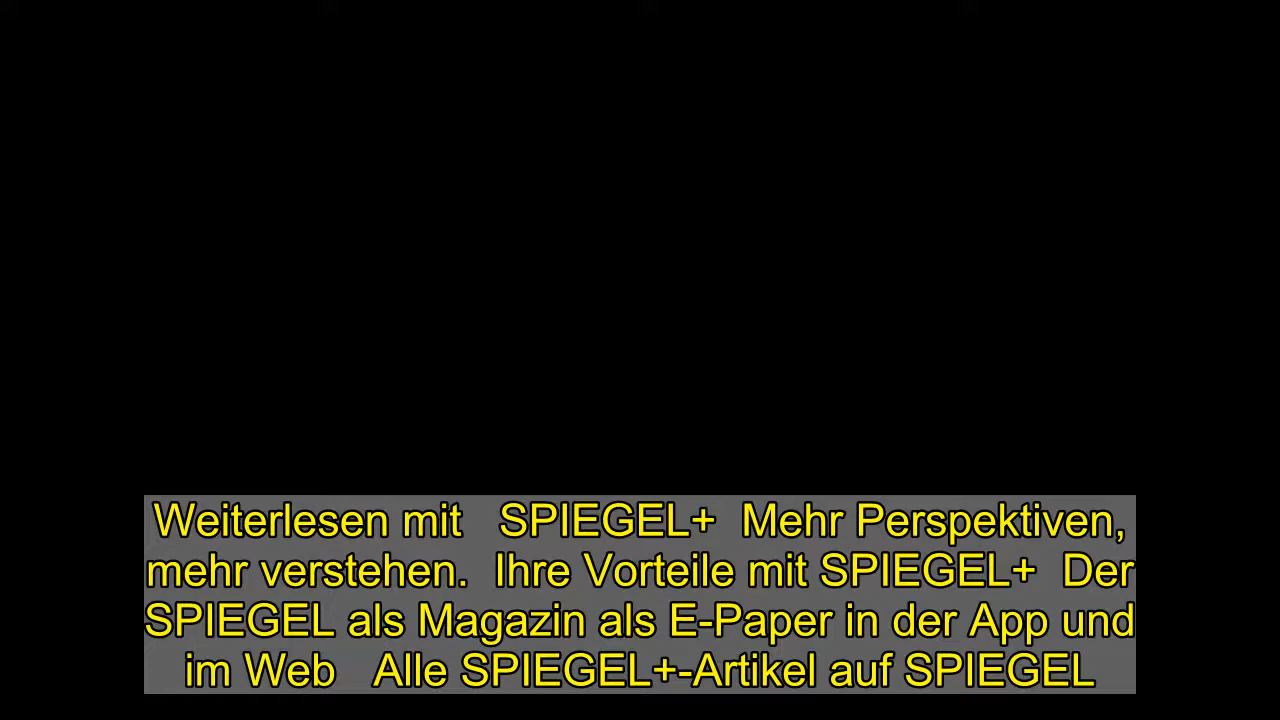 Weiterlesen mit   SPIEGEL+  Mehr Perspektiven,
mehr verstehen.  Ihre Vorteile mit SPIEGEL+  Der
SPIEGEL als Magazin als E-Paper in der App und
im Web   Alle SPIEGEL+-Artikel auf SPIEGEL